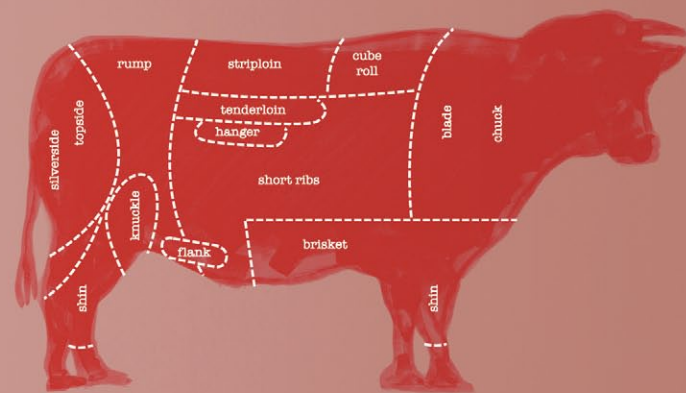 rump
striploin
cube
roll
tenderloin
hanger
blade
chuck
topside
silverside
short ribs
knuckle
brisket
flank
shin
shin